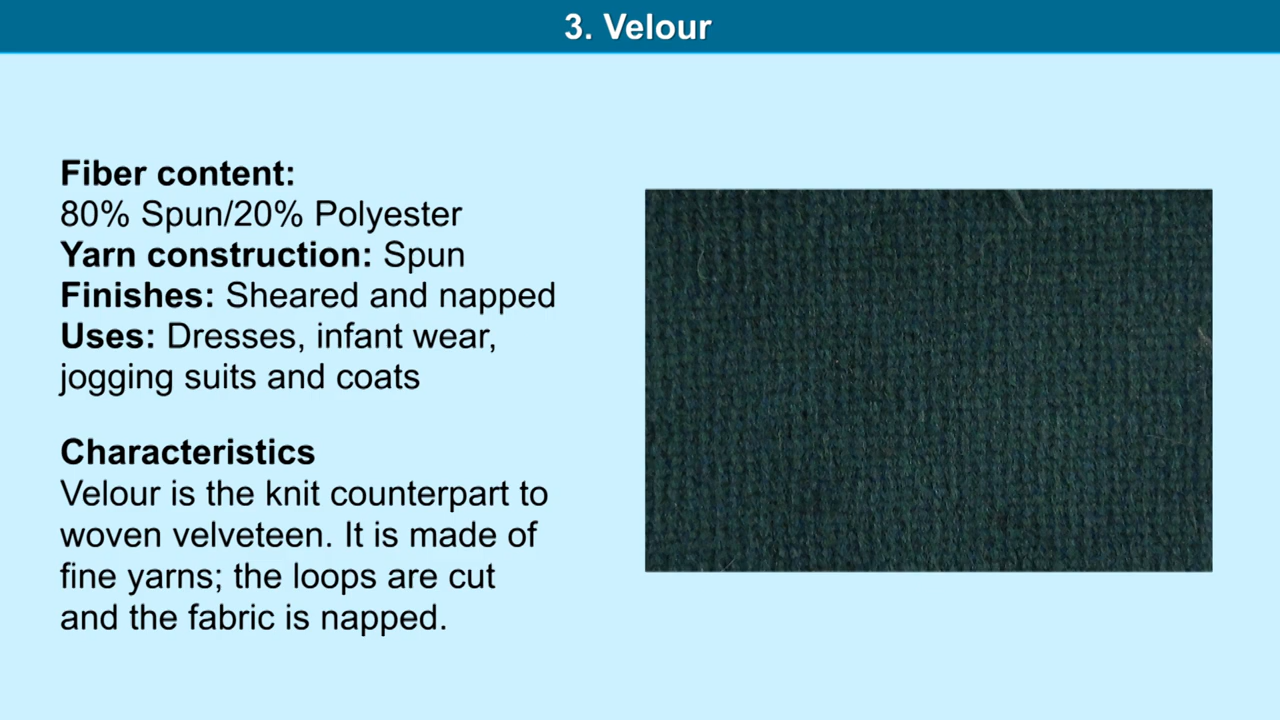 3. Velour
Fiber content:
80% Spun/20% Polyester
Yarn construction: Spun
Finishes: Sheared and napped
Uses: Dresses, infant wear,
jogging suits and coats
Characteristics
Velour is the knit counterpart to
woven velveteen. It is made of
fine yarns; the loops are cut
and the fabric is napped.